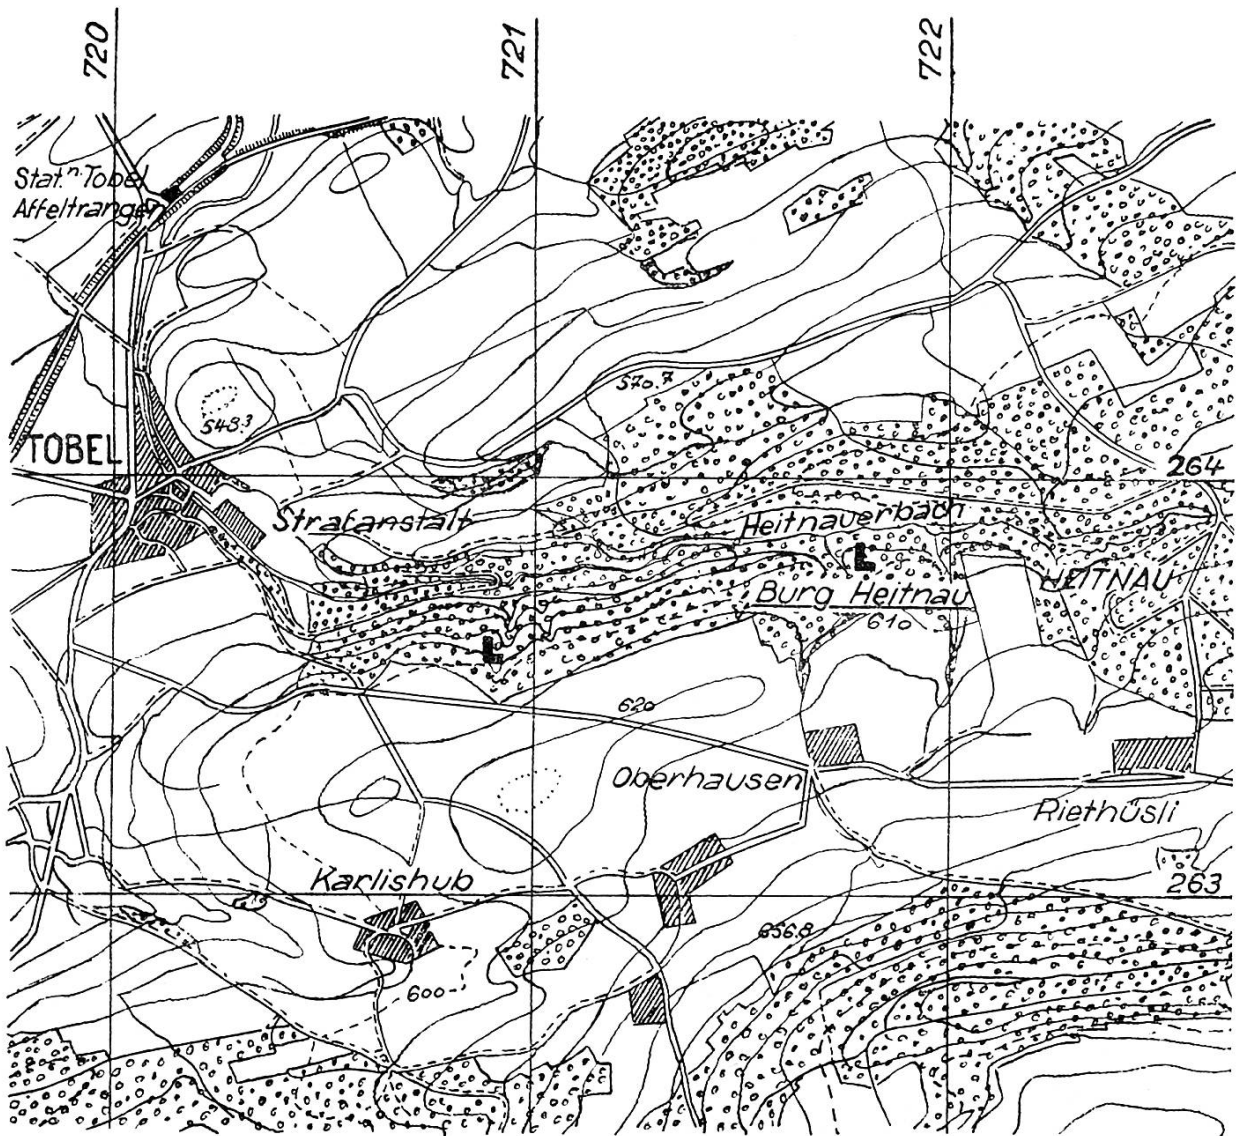 720
721
722
Stat.ⁿ Tobel
Affeltrangen
570.7
548.3
TOBEL
264
Strafanstalt
Heitnauerbach
L
HEITNAU
Burg Heitnau
610
L
620
Oberhausen
Riethüsli
Karlishub
263
656.8
600